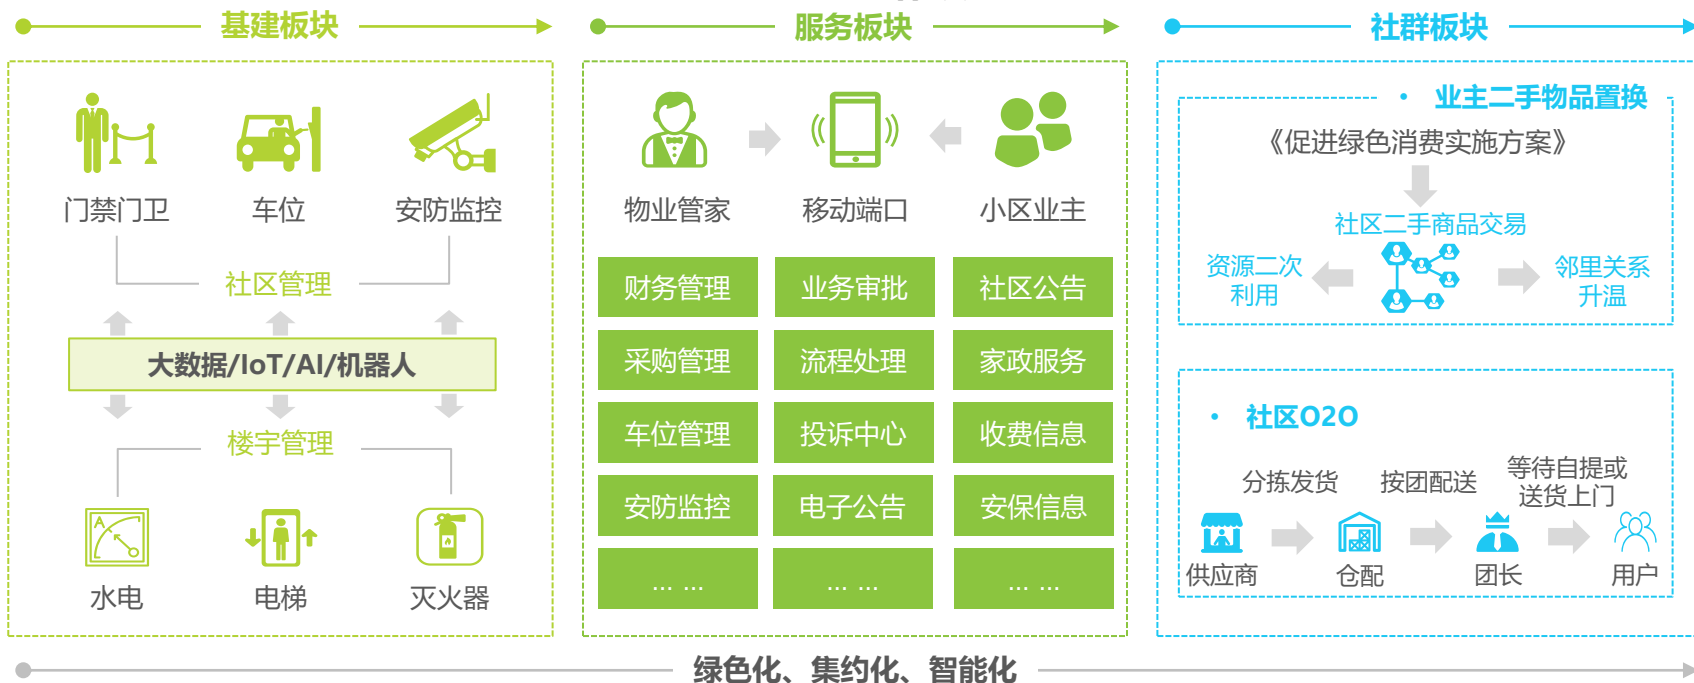 基建板块
服务板块
社群板块
门禁门卫
车位
安防监控
社区管理
大数据/IoT/AI/机器人
楼宇管理
A
水电
电梯
灭火器
物业管家
移动端口
小区业主
财务管理
业务审批
社区公告
采购管理
流程处理
家政服务
车位管理
投诉中心
收费信息
安防监控
电子公告
安保信息
... ...
... ...
... ...
• 业主二手物品置换
《促进绿色消费实施方案》
社区二手商品交易
资源二次
利用
邻里关系
升温
• 社区O2O
分拣发货
按团配送
等待自提或
送货上门
供应商
仓配
团长
用户
绿色化、集约化、智能化